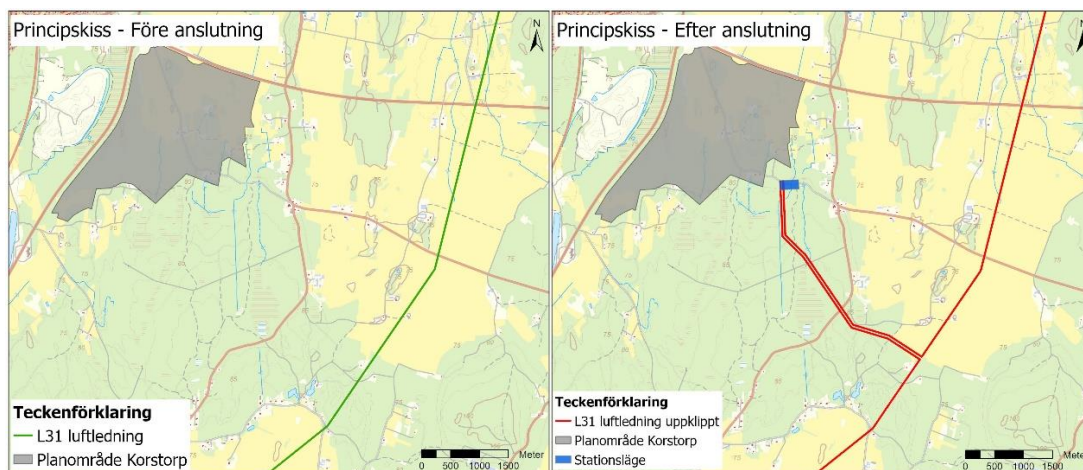 Principskiss - Före anslutning
N
Teckenförklaring
L31 luftledning
Planområde Korstorp
0 500 1000 1500
Meter
Principskiss - Efter anslutning
N
Teckenförklaring
L31 luftledning uppklippt
Planområde Korstorp
Stationsläge
0 500 1000 1500
Meter